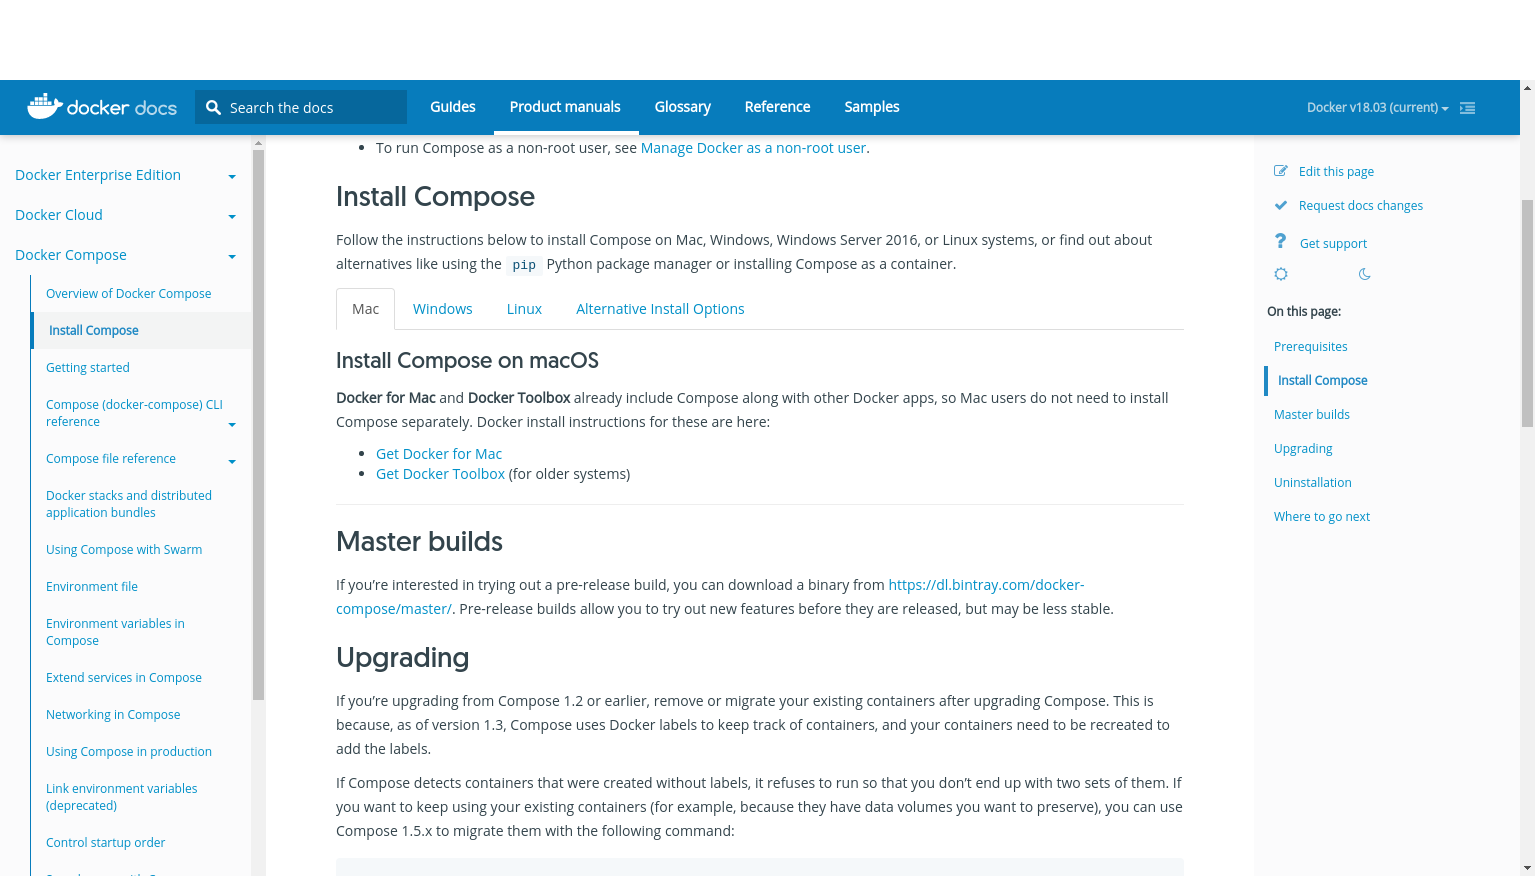 docker docs
Search the docs
Guides
Product manuals
Glossary
Reference
Samples
Docker v18.03 (current)
Docker Enterprise Edition
Docker Cloud
Docker Compose
Overview of Docker Compose
Install Compose
Getting started
Compose (docker-compose) CLI
reference
Compose file reference
Docker stacks and distributed
application bundles
Using Compose with Swarm
Environment file
Environment variables in
Compose
Extend services in Compose
Networking in Compose
Using Compose in production
Link environment variables
(deprecated)
Control startup order
To run Compose as a non-root user, see Manage Docker as a non-root user.
Install Compose
Follow the instructions below to install Compose on Mac, Windows, Windows Server 2016, or Linux systems, or find out about
alternatives like using the pip Python package manager or installing Compose as a container.
Mac
Windows
Linux
Alternative Install Options
Install Compose on macOS
Docker for Mac and Docker Toolbox already include Compose along with other Docker apps, so Mac users do not need to install
Compose separately. Docker install instructions for these are here:
Get Docker for Mac
Get Docker Toolbox (for older systems)
Master builds
If you’re interested in trying out a pre-release build, you can download a binary from https://dl.bintray.com/docker-
compose/master/. Pre-release builds allow you to try out new features before they are released, but may be less stable.
Upgrading
If you’re upgrading from Compose 1.2 or earlier, remove or migrate your existing containers after upgrading Compose. This is
because, as of version 1.3, Compose uses Docker labels to keep track of containers, and your containers need to be recreated to
add the labels.
If Compose detects containers that were created without labels, it refuses to run so that you don’t end up with two sets of them. If
you want to keep using your existing containers (for example, because they have data volumes you want to preserve), you can use
Compose 1.5.x to migrate them with the following command:
Edit this page
Request docs changes
Get support
On this page:
Prerequisites
Install Compose
Master builds
Upgrading
Uninstallation
Where to go next